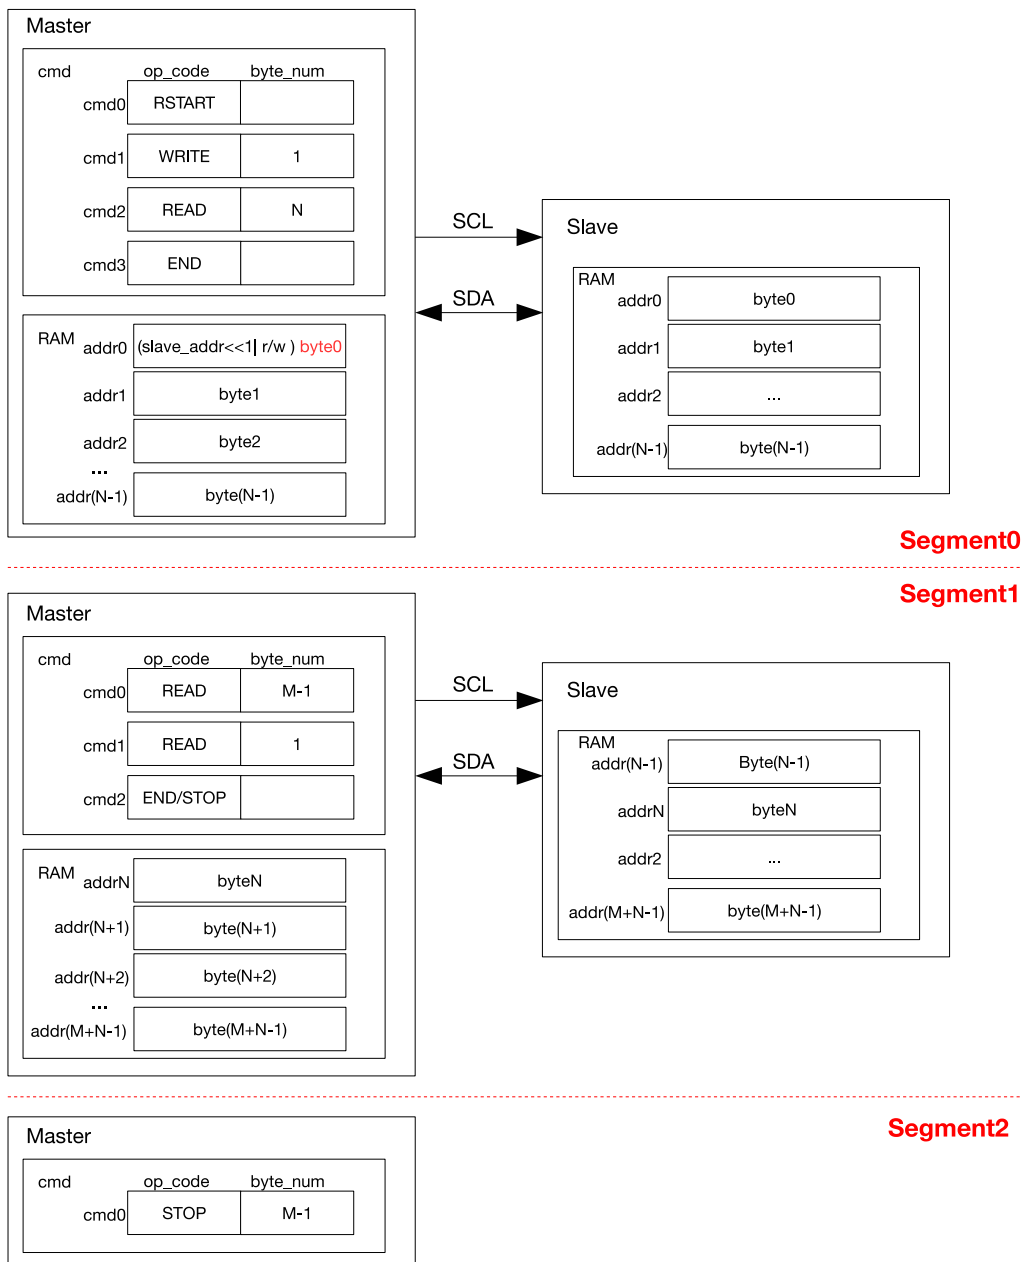 Master
cmd op_code byte_num
cmd0 RSTART
cmd1 WRITE 1
cmd2 READ N
cmd3 END
RAM
addr0 (slave_addr<<1| r/w ) byte0
addr1 byte1
addr2 byte2
...
addr(N-1) byte(N-1)
SCL
SDA
Slave
RAM
addr0 byte0
addr1 byte1
addr2 ...
addr(N-1) byte(N-1)
Segment0
Segment1
Master
cmd op_code byte_num
cmd0 READ M-1
cmd1 READ 1
cmd2 END/STOP
RAM
addrN byteN
addr(N+1) byte(N+1)
addr(N+2) byte(N+2)
...
addr(M+N-1) byte(M+N-1)
SCL
SDA
Slave
RAM
addr(N-1) Byte(N-1)
addrN byteN
addr2 ...
addr(M+N-1) byte(M+N-1)
Segment2
Master
cmd op_code byte_num
cmd0 STOP M-1